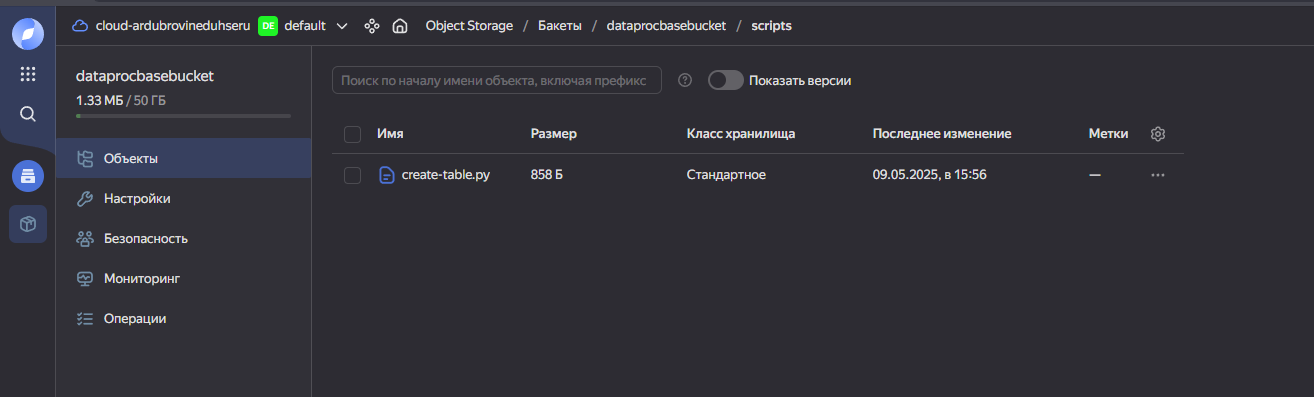 cloud-ardubrovineduhseru DE default Object Storage / Бакеты / dataprocbasebucket / scripts
dataprocbasebucket
1.33 МБ / 50 ГБ
Объекты
Настройки
Безопасность
Мониторинг
Операции
Поиск по началу имени объекта, включая префикс ? Показать версии
Имя Размер Класс хранилища Последнее изменение Метки
create-table.py 858 Б Стандартное 09.05.2025, в 15:56 —